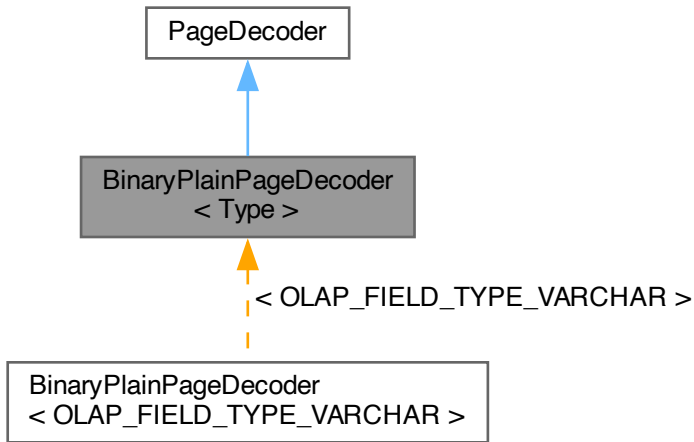 PageDecoder
BinaryPlainPageDecoder
< Type >
< OLAP_FIELD_TYPE_VARCHAR >
BinaryPlainPageDecoder
< OLAP_FIELD_TYPE_VARCHAR >